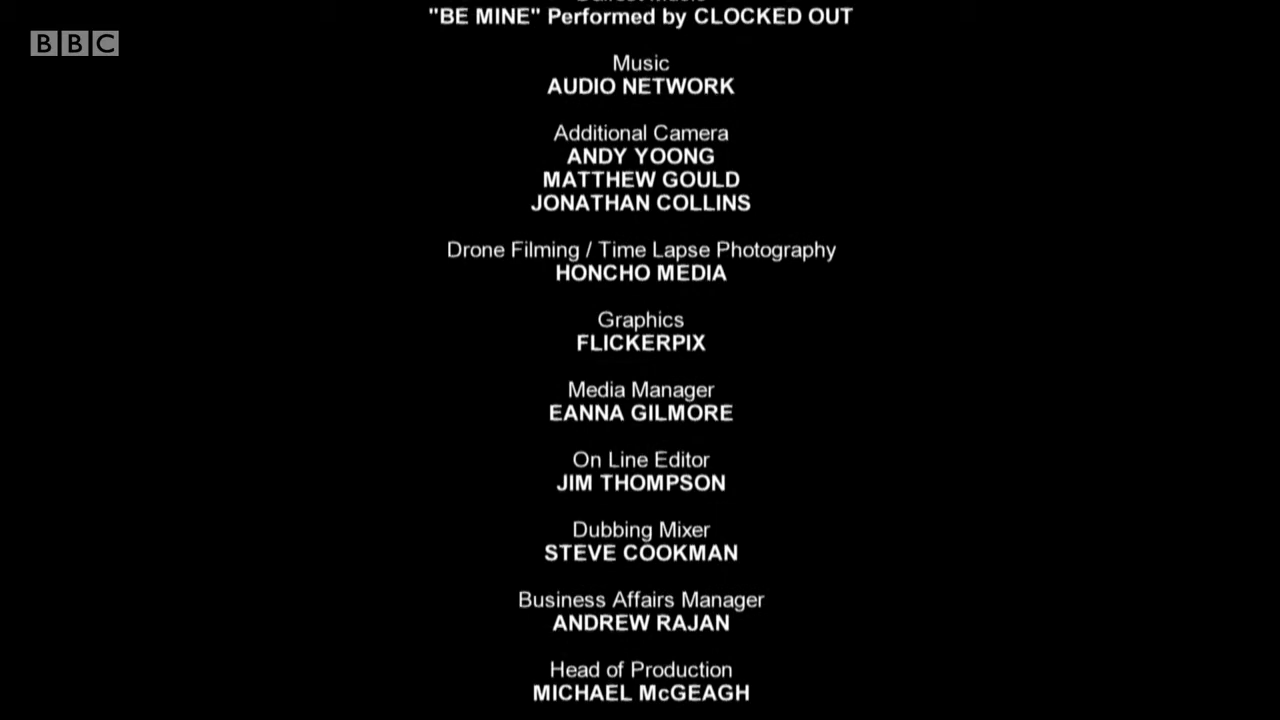 "BE MINE" Performed by CLOCKED OUT
BBC
Music
AUDIO NETWORK
Additional Camera
ANDY YOONG
MATTHEW GOULD
JONATHAN COLLINS
Drone Filming / Time Lapse Photography
HONCHO MEDIA
Graphics
FLICKERPIX
Media Manager
EANNA GILMORE
On Line Editor
JIM THOMPSON
Dubbing Mixer
STEVE COOKMAN
Business Affairs Manager
ANDREW RAJAN
Head of Production
MICHAEL McGEAGH